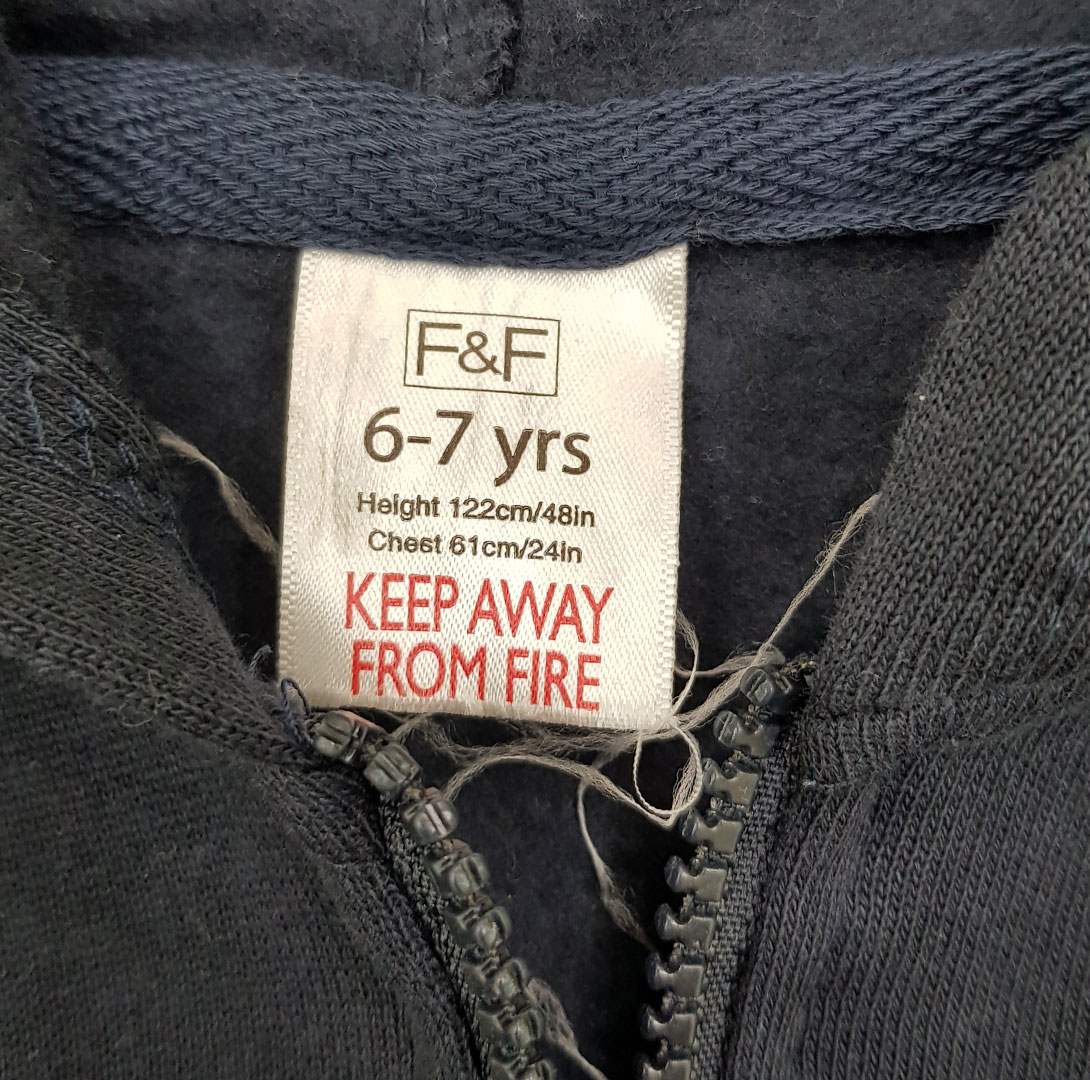 F&F
6-7 yrs
Height 122cm/48in
Chest 61cm/24in
KEEP AWAY
FROM FIRE